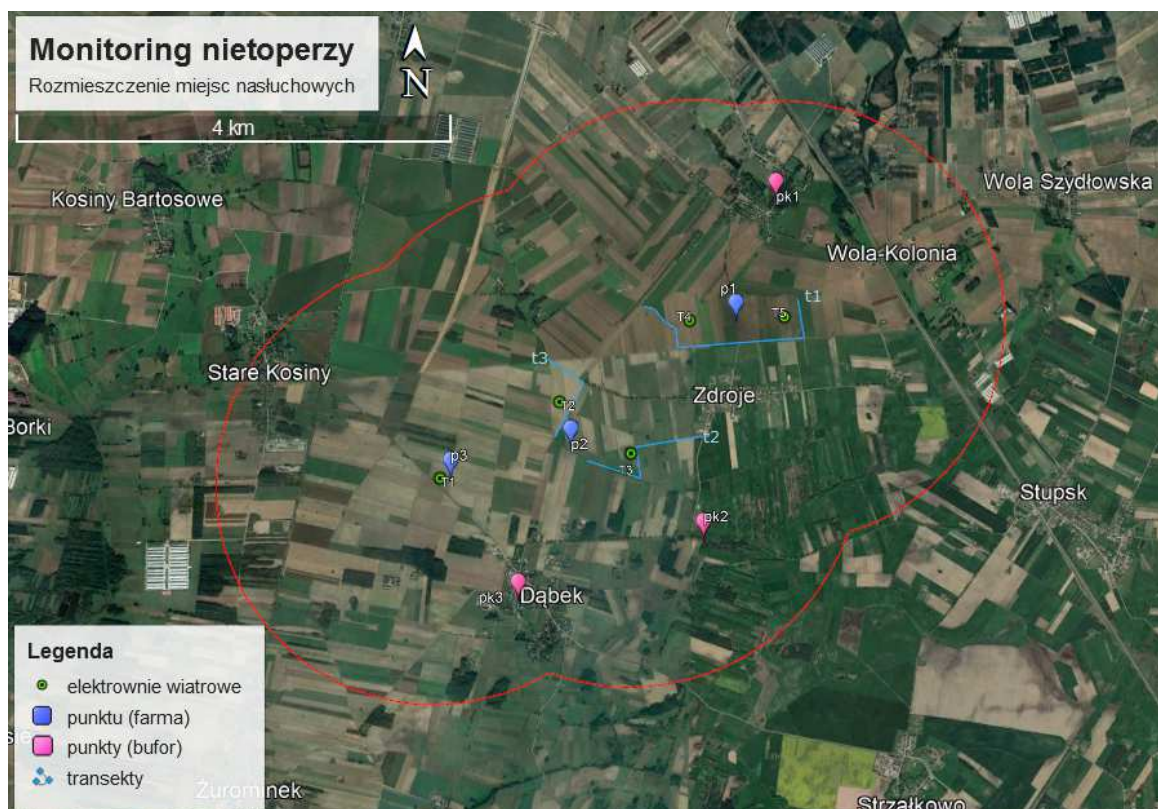 Monitoring nietoperzy
Rozmieszczenie miejsc nasłuchowych
N
4 km
Kosiny Bartosowe
pk1
Wola Szydłowska
Wola-Kolonia
p1
t1
T4
T5
t3
Stare Kosiny
Zdroje
T2
Borki
p2
t2
p3
T3
T1
Stupsk
pk2
pk3
Dąbek
Legenda
elektrownie wiatrowe
punktu (farma)
punkty (bufor)
transekty
Żurominek
Strzałkowo